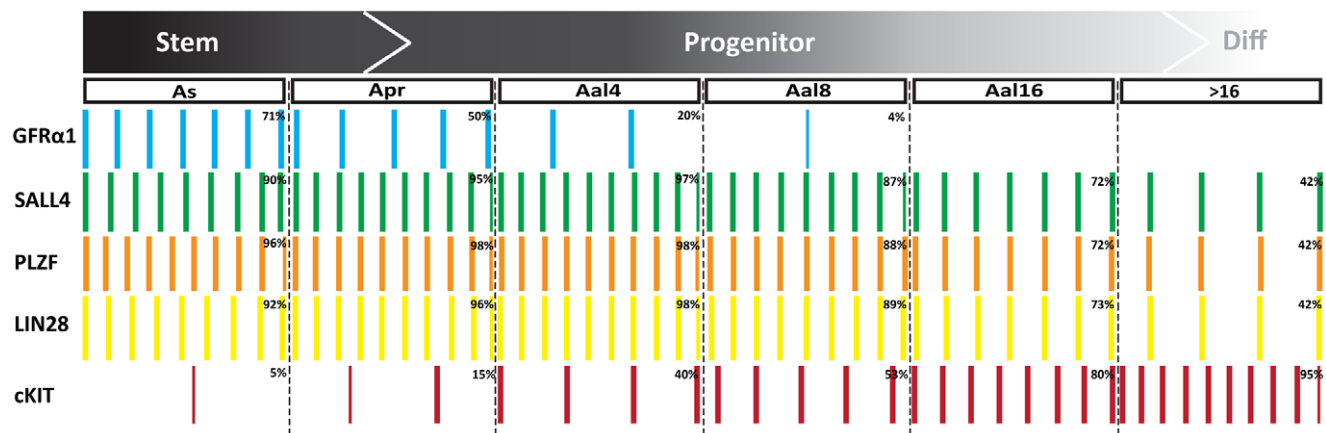 Stem Progenitor Diff
As Apr Aal4 Aal8 Aal16 >16
GFRα1 71% 50% 20% 4%
SALL4 90% 95% 97% 87% 72% 42%
PLZF 96% 98% 98% 88% 72% 42%
LIN28 92% 96% 98% 89% 73% 42%
cKIT 5% 15% 40% 53% 80% 95%